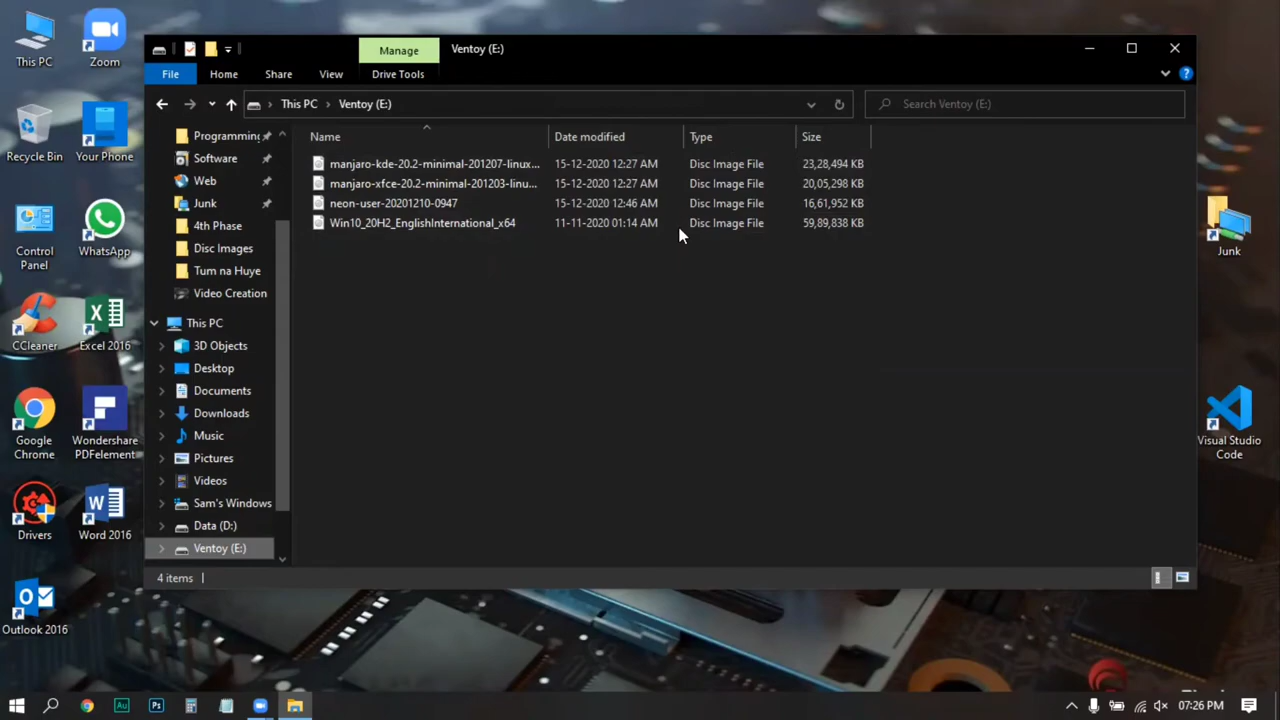 This PC
Zoom
Recycle Bin
Your Phone
Control
Panel
WhatsApp
CCleaner
Excel 2016
Google
Chrome
Wondershare
PDFelement
Drivers
Word 2016
Outlook 2016
Manage
Ventoy (E:)
File
Home
Share
View
Drive Tools
This PC
Ventoy (E:)
Search Ventoy (E:)
Programming
Software
Web
Junk
4th Phase
Disc Images
Tum na Huye
Video Creation
This PC
3D Objects
Desktop
Documents
Downloads
Music
Pictures
Videos
Sam's Windows
Data (D:)
Ventoy (E:)
Name Date modified Type Size
manjaro-kde-20.2-minimal-201207-linux... 15-12-2020 12:27 AM Disc Image File 23,28,494 KB
manjaro-xfce-20.2-minimal-201203-linu... 15-12-2020 12:27 AM Disc Image File 20,05,298 KB
neon-user-20201210-0947 15-12-2020 12:46 AM Disc Image File 16,61,952 KB
Win10_20H2_EnglishInternational_x64 11-11-2020 01:14 AM Disc Image File 59,89,838 KB
4 items
Junk
Visual Studio
Code
Au
Ps
07:26 PM